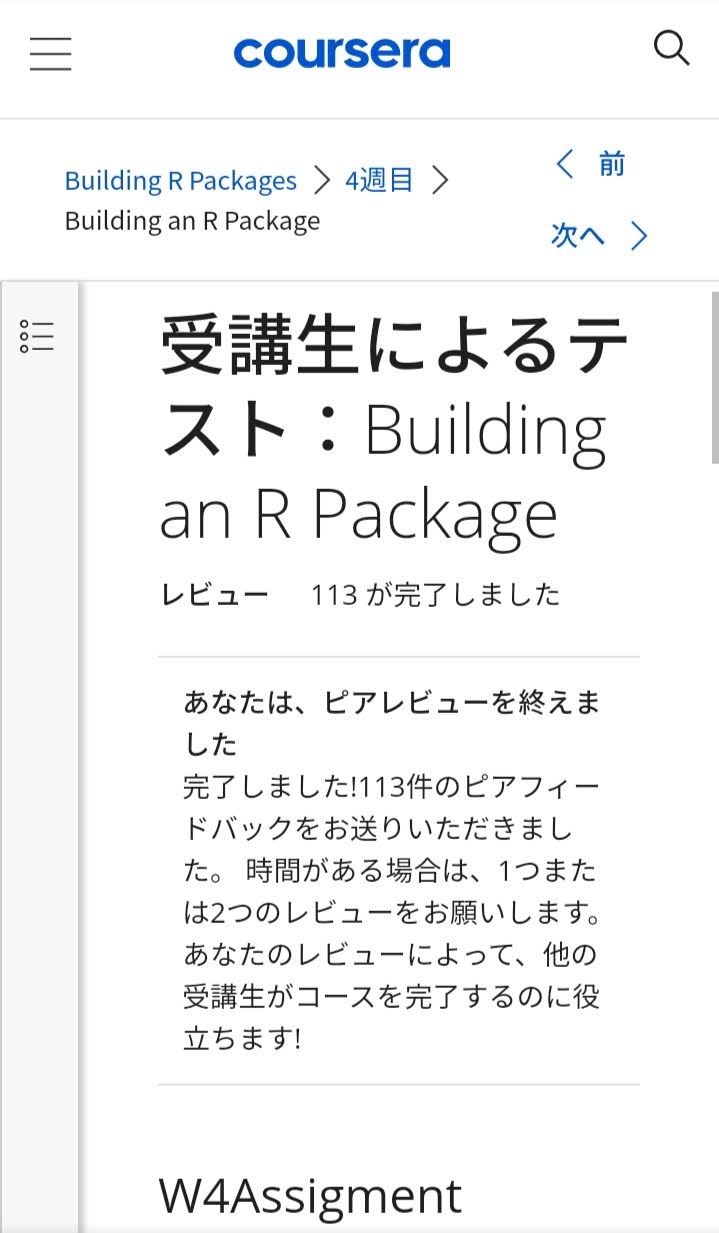 coursera
Building R Packages > 4週目 >
Building an R Package
< 前
次へ >
受講生によるテ
スト：Building
an R Package
レビュー 113 が完了しました
あなたは、ピアレビューを終えま
した
完了しました!113件のピアフィー
ドバックをお送りいただきまし
た。 時間がある場合は、1つまた
は2つのレビューをお願いします。
あなたのレビューによって、他の
受講生がコースを完了するのに役
立ちます!
W4Assigment